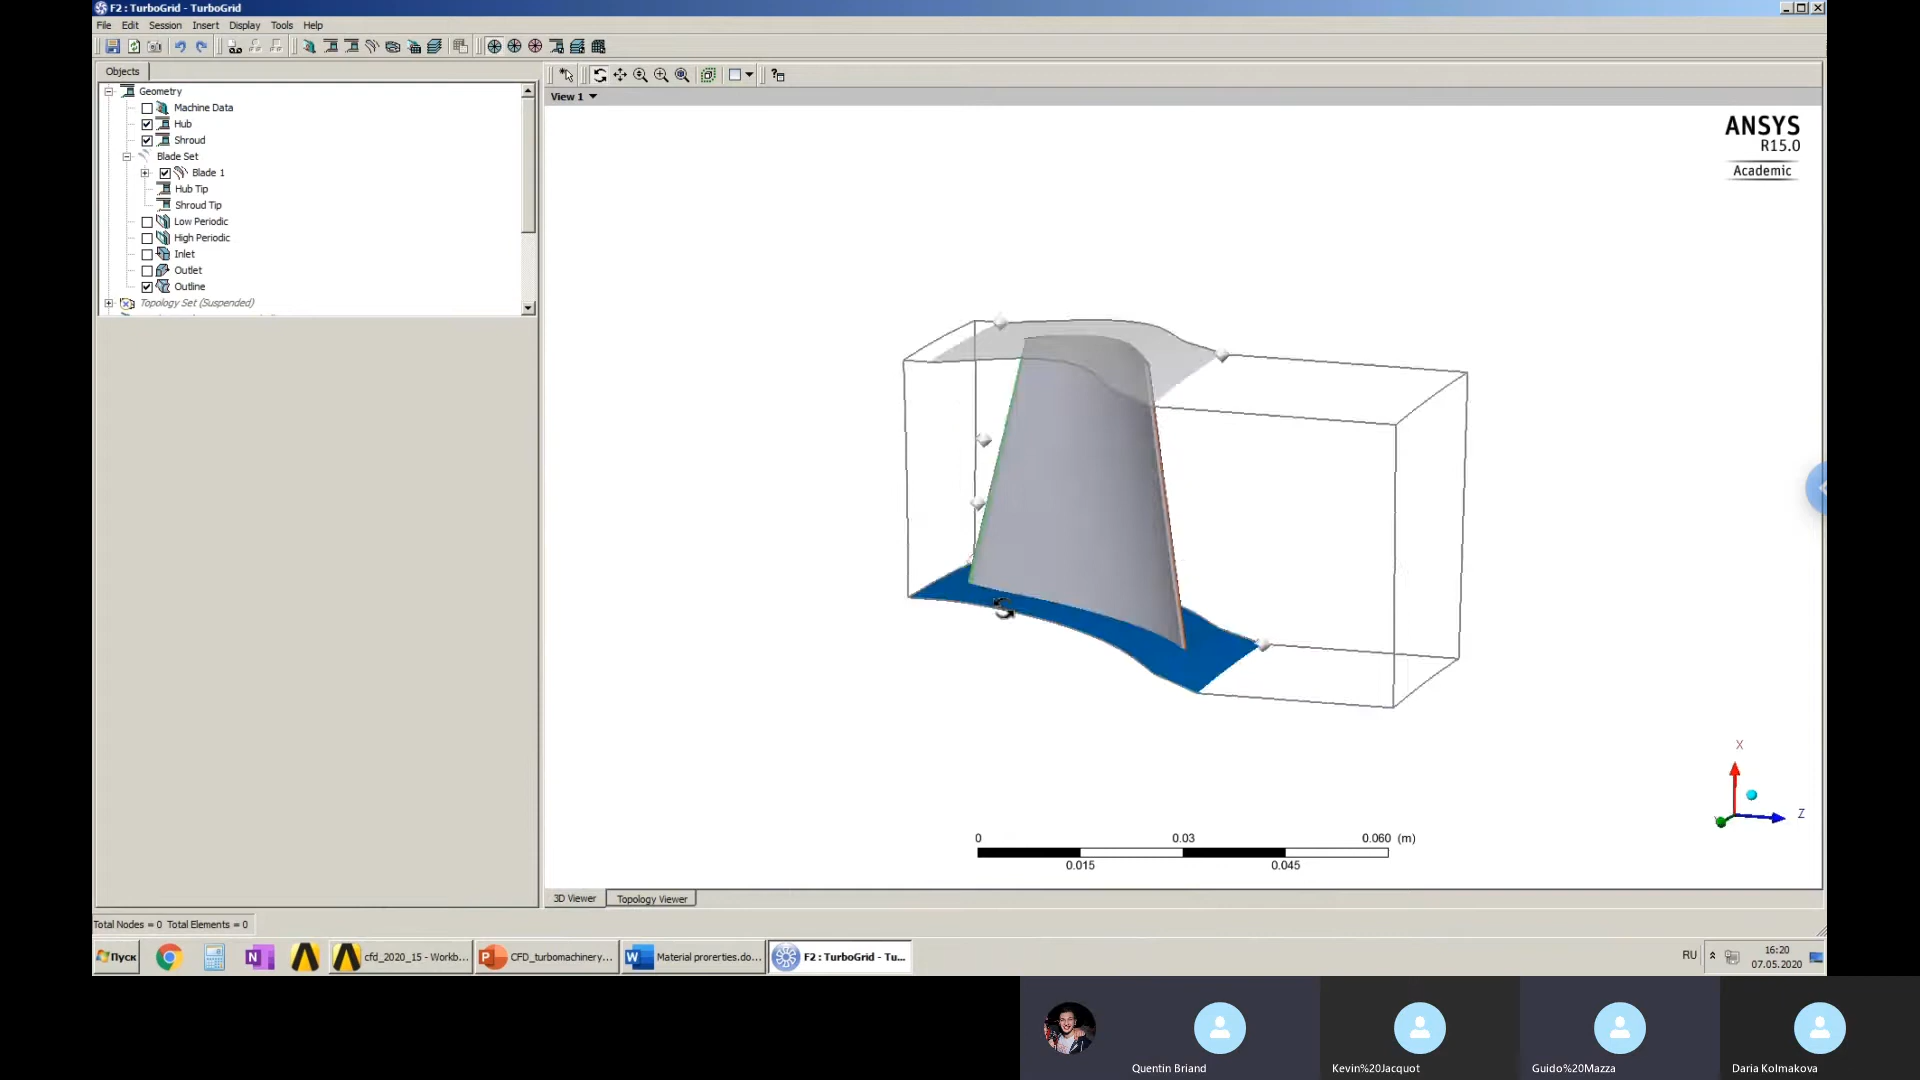 F2 : TurboGrid - TurboGrid
File Edit Session Insert Display Tools Help
Objects
Geometry
Machine Data
Hub
Shroud
Blade Set
Blade 1
Hub Tip
Shroud Tip
Low Periodic
High Periodic
Inlet
Outlet
Outline
Topology Set (Suspended)
View 1
ANSYS
R15.0
Academic
X
Z
0 0.03 0.060 (m)
0.015 0.045
3D Viewer Topology Viewer
Total Nodes = 0 Total Elements = 0
Пуск
cfd_2020_15 - Workb...
CFD_turbomachinery...
Material prorerties.do...
F2 : TurboGrid - Tu...
RU
16:20
07.05.2020
Quentin Briand
Kevin%20Jacquot
Guido%20Mazza
Daria Kolmakova